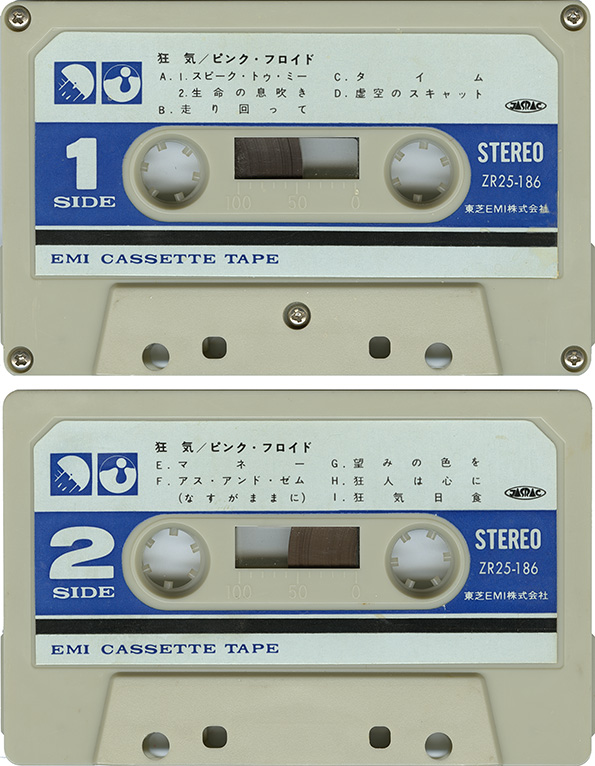 狂気/ピンク・フロイド
A. 1. スピーク・トゥ・ミー
2. 生命の息吹き
B. 走り回って
C. タイム
D.虚空のスキャット
JASRAC
1
SIDE
100 50 0
STEREO
ZR25-186
東芝EMI株式会社
EMI CASSETTE TAPE
狂気/ピンク・フロイド
E. マネー
F. アス・アンド・ゼム
(なすがままに)
G. 望みの色を
H. 狂人は心に
I. 狂気日食
JASRAC
2
SIDE
100 50 0
STEREO
ZR25-186
東芝EMI株式会社
EMI CASSETTE TAPE